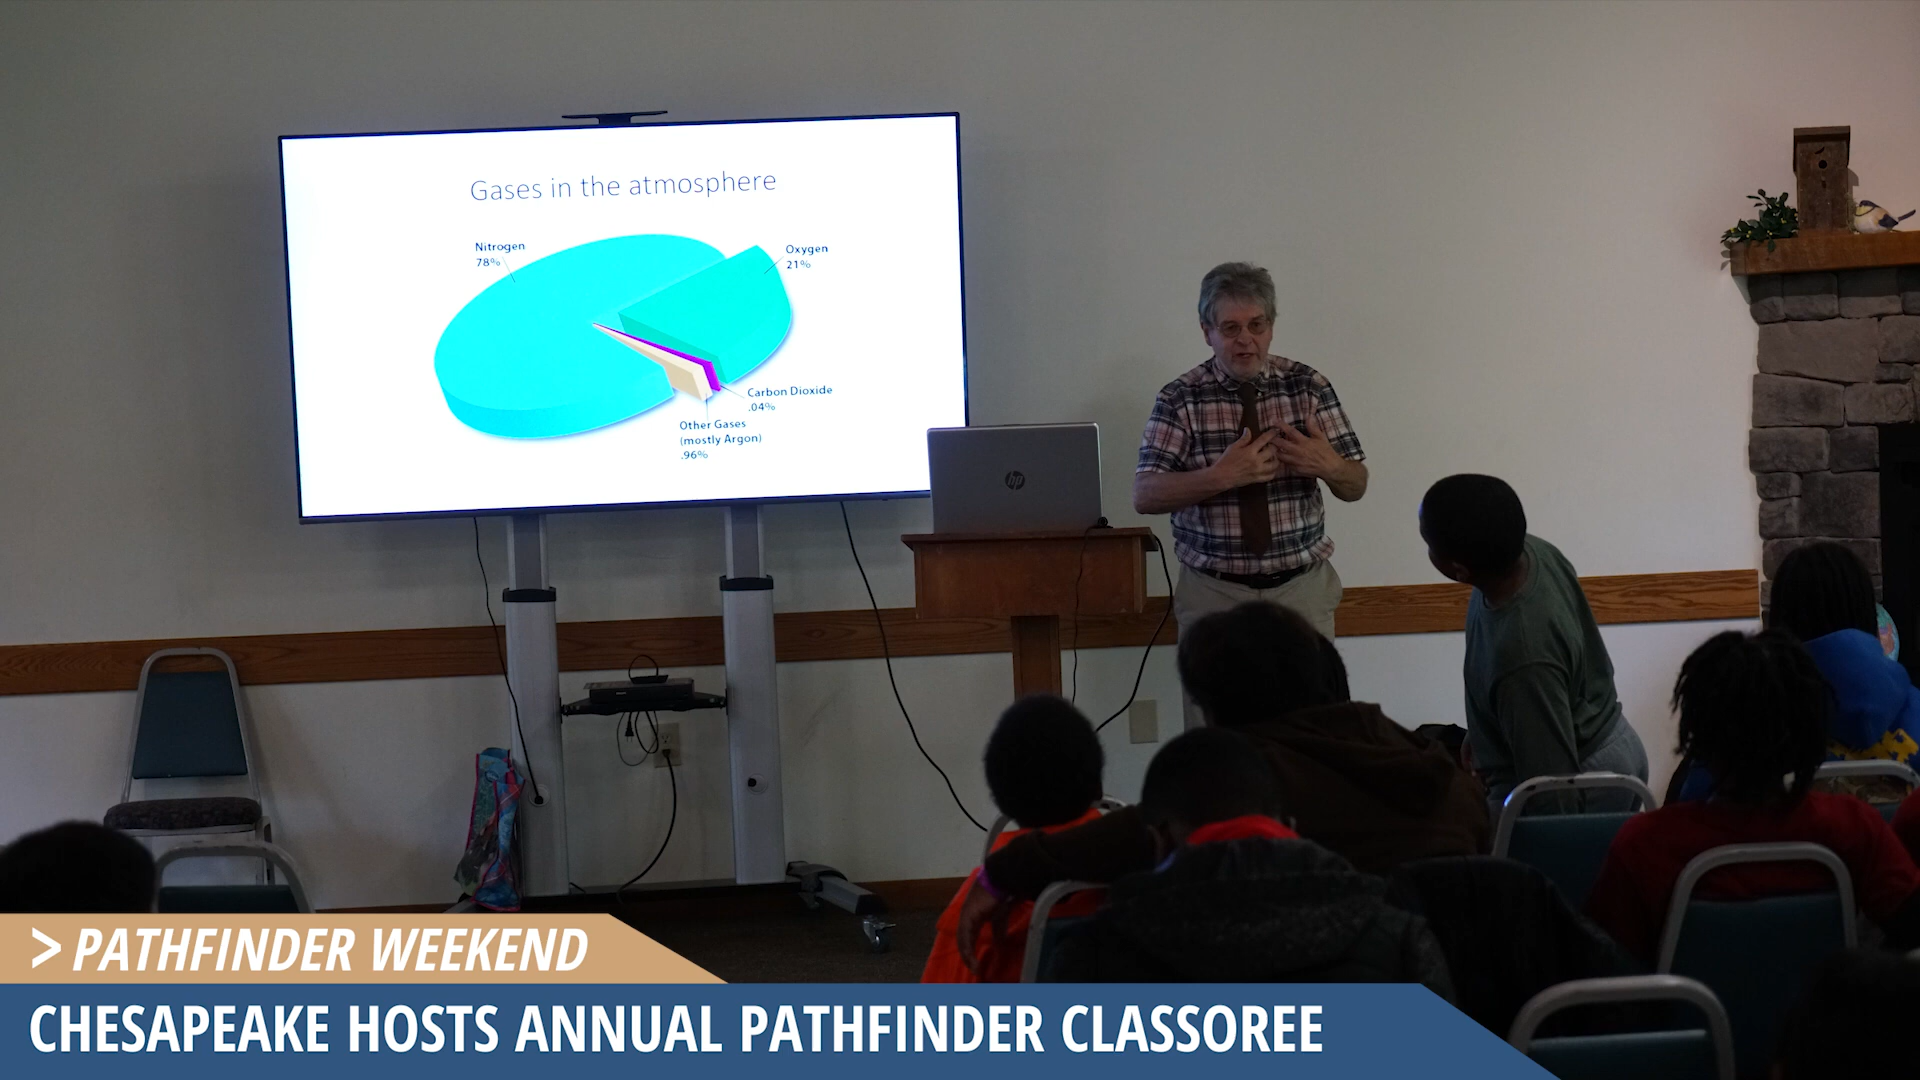 Gases in the atmosphere
Nitrogen
78%
Oxygen
21%
Carbon Dioxide
.04%
Other Gases
(mostly Argon)
.96%
hp
> PATHFINDER WEEKEND
CHESAPEAKE HOSTS ANNUAL PATHFINDER CLASSOREE